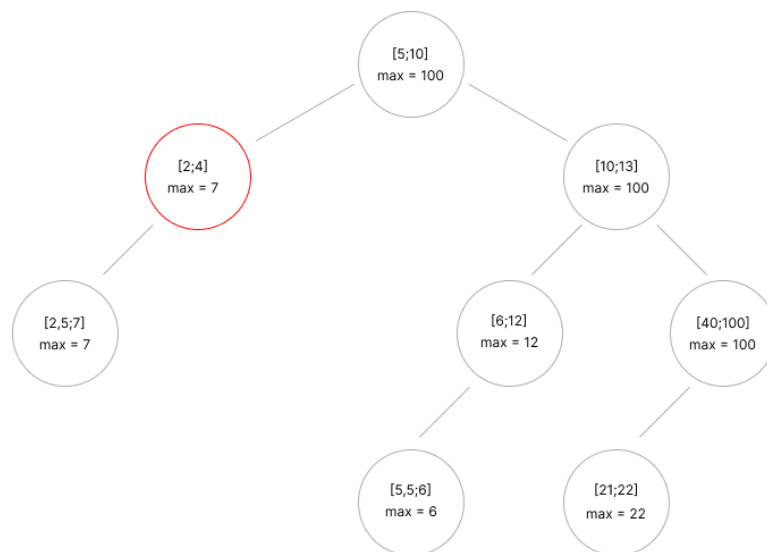 [5;10]
max = 100
[2;4]
max = 7
[10;13]
max = 100
[2,5;7]
max = 7
[6;12]
max = 12
[40;100]
max = 100
[5,5;6]
max = 6
[21;22]
max = 22